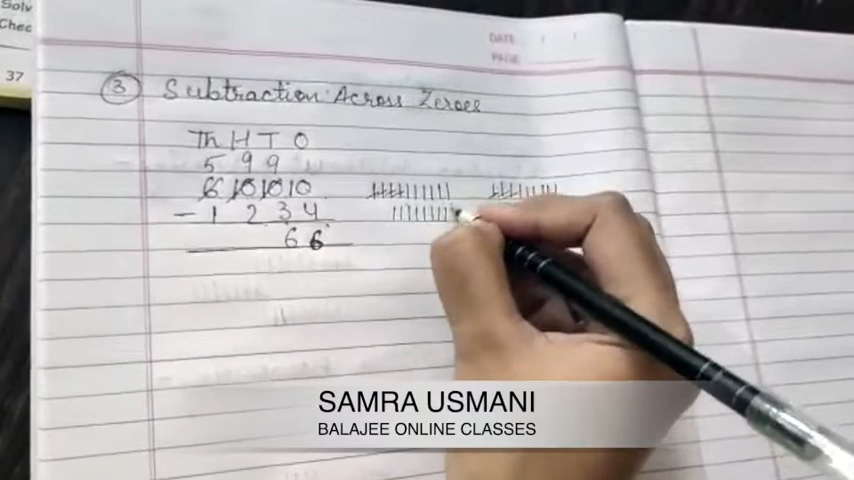 Solv
Chec
37
DATE
PAGE
③ Subtraction Across Zeroes
Th H T O
5 9 9
6 10 10 10
- 1 2 3 4
6 6
SAMRA USMANI
BALAJEE ONLINE CLASSES